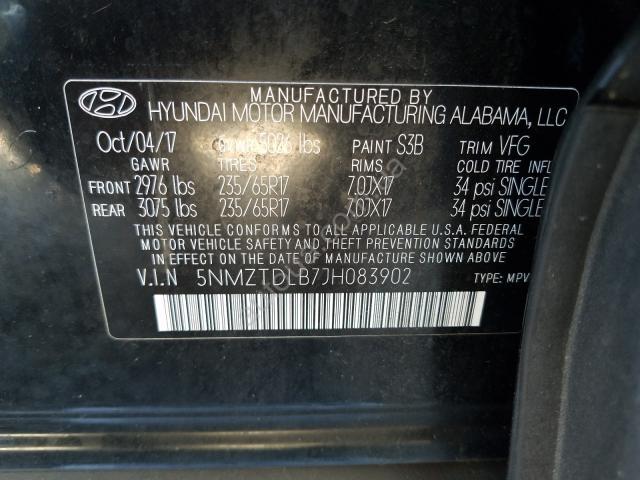 MANUFACTURED BY
HYUNDAI MOTOR MANUFACTURING ALABAMA, LLC
Oct/04/17 GVWR 5026 lbs PAINT S3B TRIM VFG
GAWR TIRES RIMS COLD TIRE INFL
FRONT 2976 lbs 235/65R17 7.0JX17 34 psi SINGLE
REAR 3075 lbs 235/65R17 7.0JX17 34 psi SINGLE
THIS VEHICLE CONFORMS TO ALL APPLICABLE U.S.A. FEDERAL
MOTOR VEHICLE SAFETY AND THEFT PREVENTION STANDARDS
IN EFFECT ON THE DATE OF MANUFACTURE SHOWN ABOVE.
V.I.N 5NMZTDLB7JH083902 TYPE: MPV